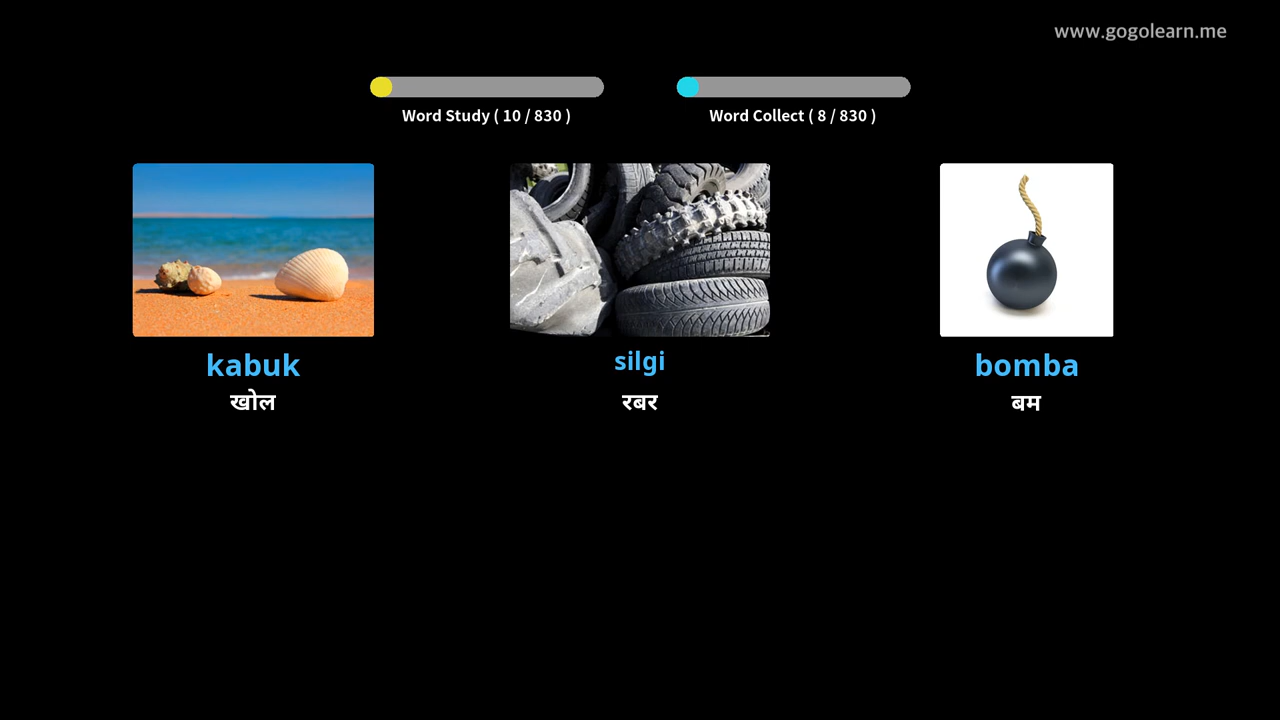 www.gogolearn.me
Word Study ( 10 / 830 )
Word Collect ( 8 / 830 )
kabuk
खोल
silgi
रबर
bomba
बम